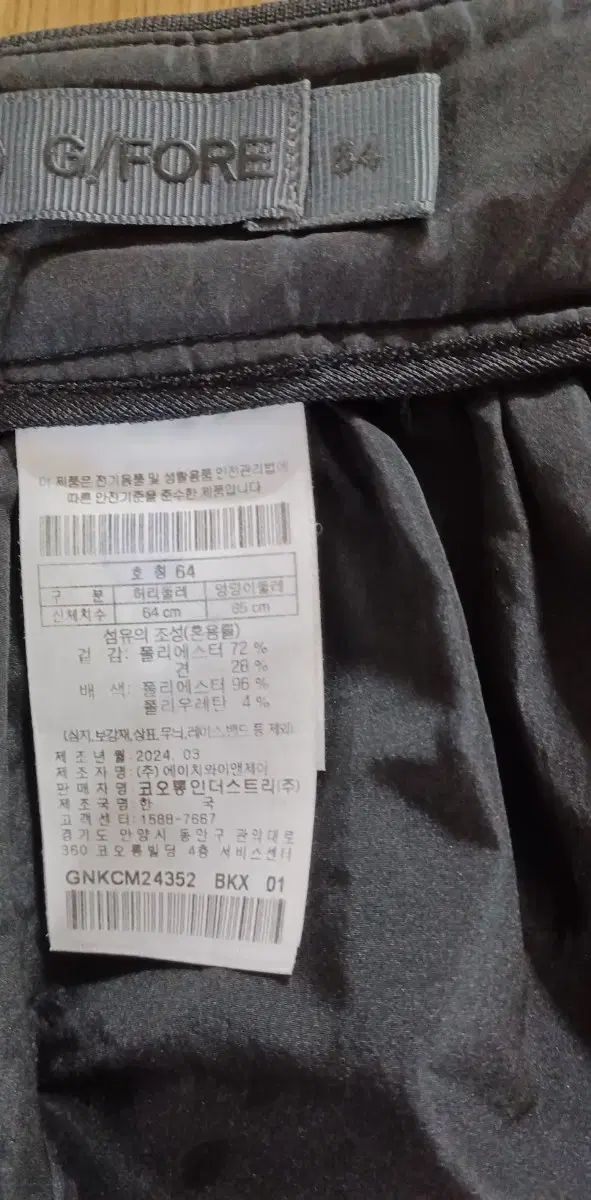 G/FORE 64
이 제품은 전기용품 및 생활용품 안전관리법에
따른 안전기준을 준수한 제품입니다
호 칭 64
구 분 허리둘레 엉덩이둘레
신체치수 64 cm 85 cm
섬유의 조성(혼용률)
겉 감: 폴리에스터 72 %
견 28 %
배 색: 폴리에스터 96 %
폴리우레탄 4 %
(심지,보강재,상표,무늬,레이스,밴드 등 제외)
제 조 년 월: 2024. 03
제 조 자 명: (주)에이치와이앤제이
판 매 자 명: 코오롱인더스트리(주)
제 조 국 명: 한 국
고 객 센 터: 1588-7667
경기도 안양시 동안구 관악대로
360 코오롱빌딩 4층 서비스센터
GNKCM24352 BKX 01